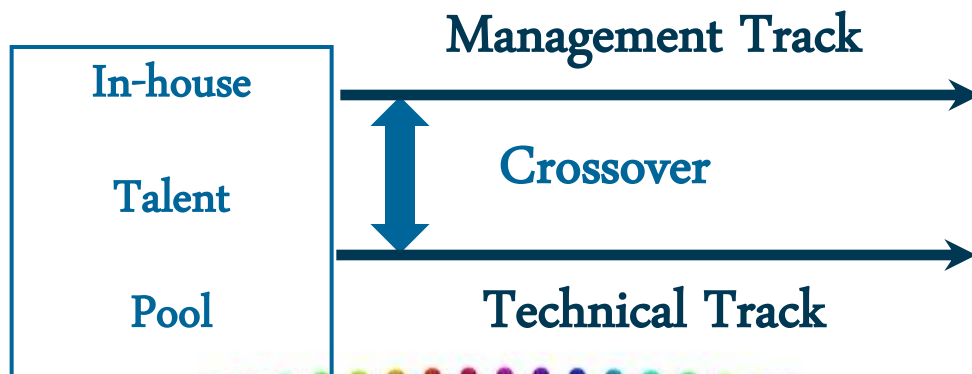 Management Track
In-house
Crossover
Talent
Technical Track
Pool